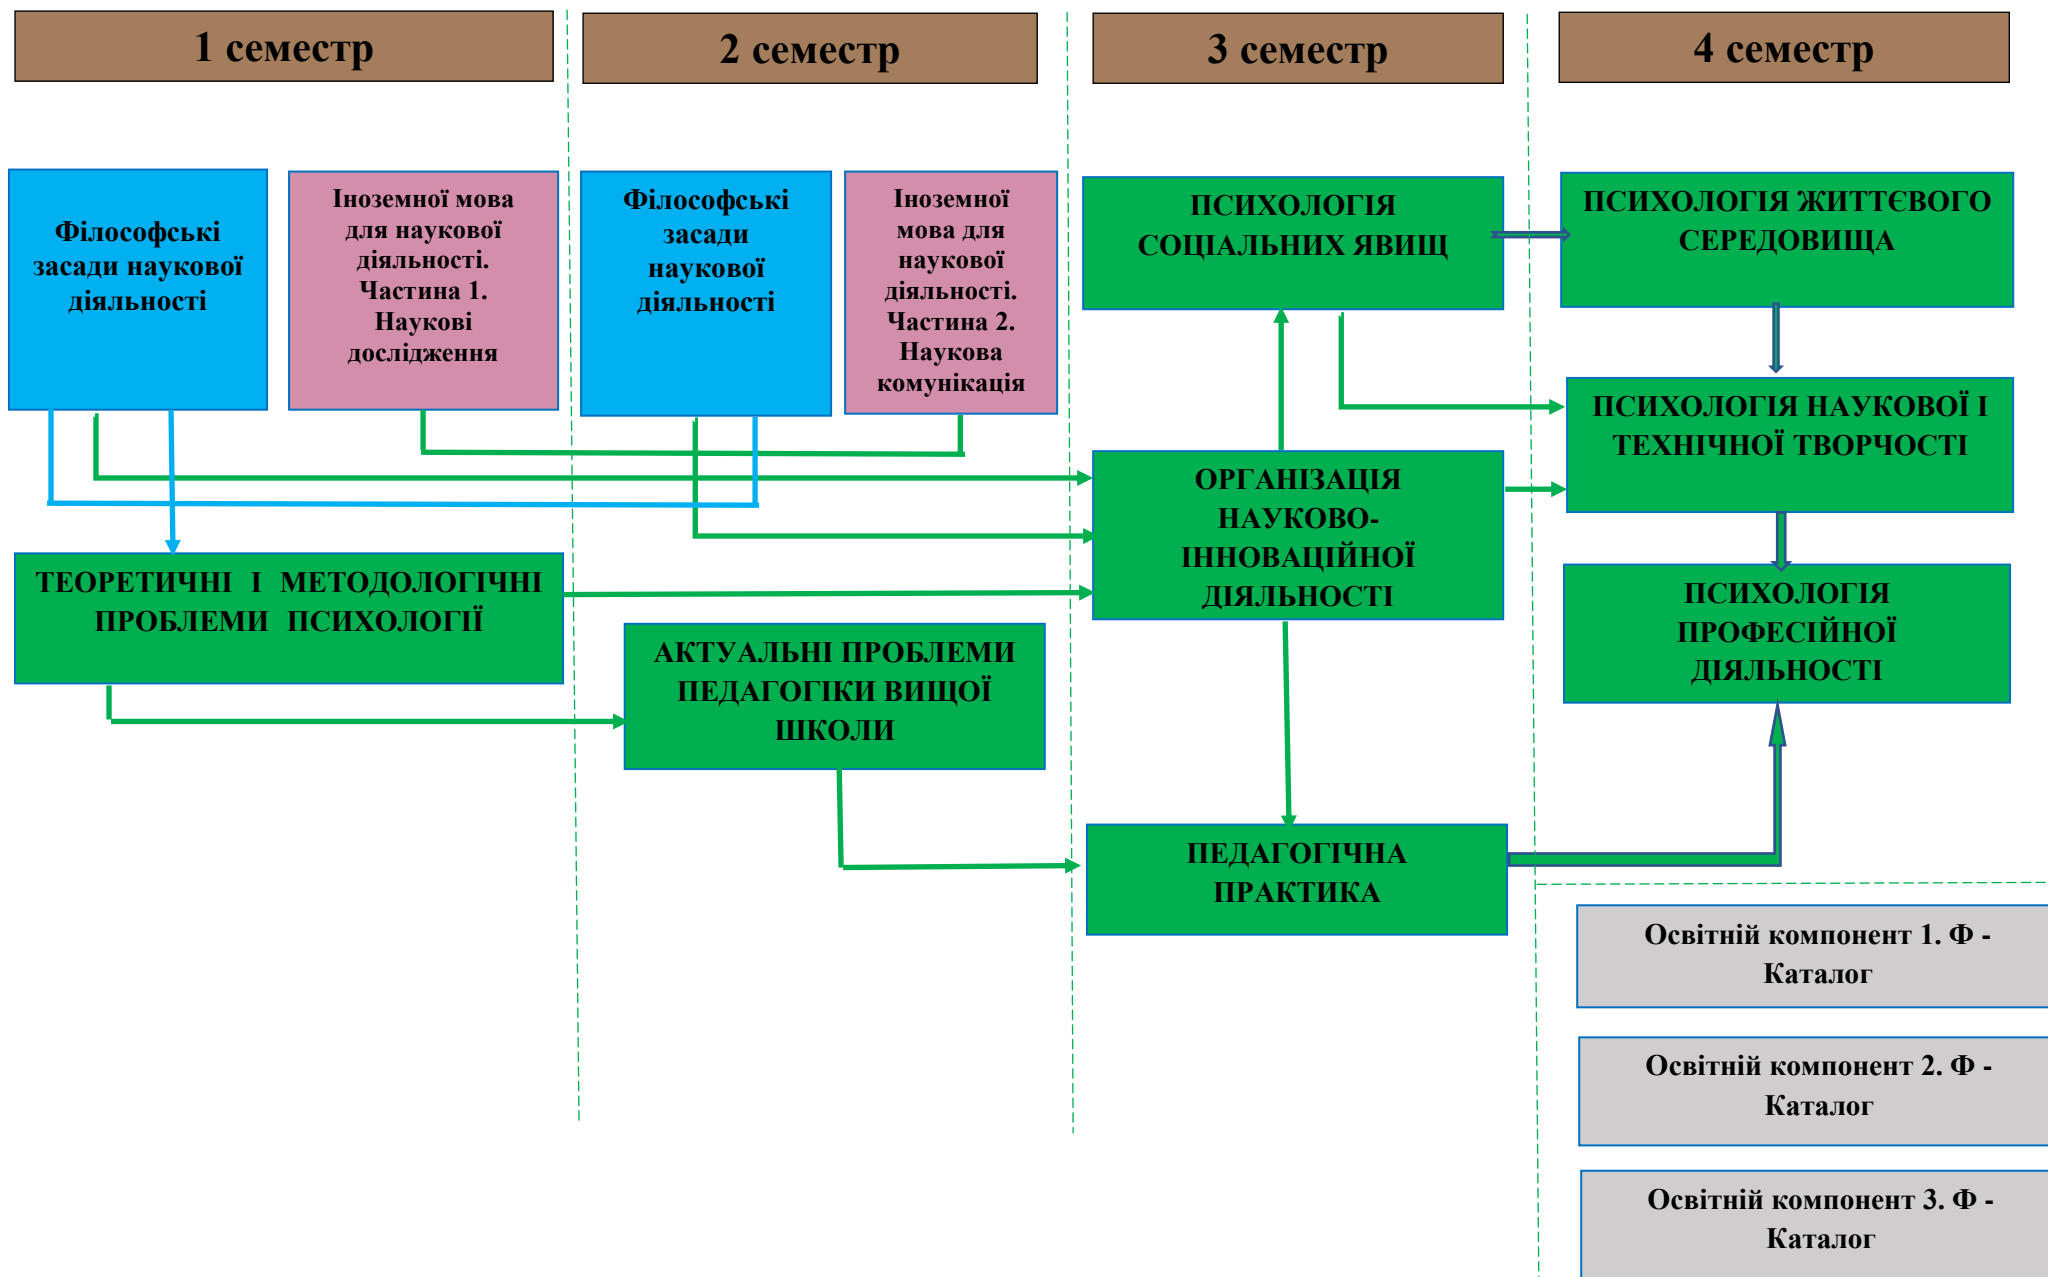 1 семестр
2 семестр
3 семестр
4 семестр
Філософські
засади наукової
діяльності
Іноземної мова
для наукової
діяльності.
Частина 1.
Наукові
дослідження
Філософські
засади
наукової
діяльності
Іноземної
мова для
наукової
діяльності.
Частина 2.
Наукова
комунікація
ПСИХОЛОГІЯ
СОЦІАЛЬНИХ ЯВИЩ
ПСИХОЛОГІЯ ЖИТТЄВОГО
СЕРЕДОВИЩА
ПСИХОЛОГІЯ НАУКОВОЇ І
ТЕХНІЧНОЇ ТВОРЧОСТІ
ОРГАНІЗАЦІЯ
НАУКОВО-
ІННОВАЦІЙНОЇ
ДІЯЛЬНОСТІ
ТЕОРЕТИЧНІ І МЕТОДОЛОГІЧНІ
ПРОБЛЕМИ ПСИХОЛОГІЇ
ПСИХОЛОГІЯ
ПРОФЕСІЙНОЇ
ДІЯЛЬНОСТІ
АКТУАЛЬНІ ПРОБЛЕМИ
ПЕДАГОГІКИ ВИЩОЇ
ШКОЛИ
ПЕДАГОГІЧНА
ПРАКТИКА
Освітній компонент 1. Ф -
Каталог
Освітній компонент 2. Ф -
Каталог
Освітній компонент 3. Ф -
Каталог